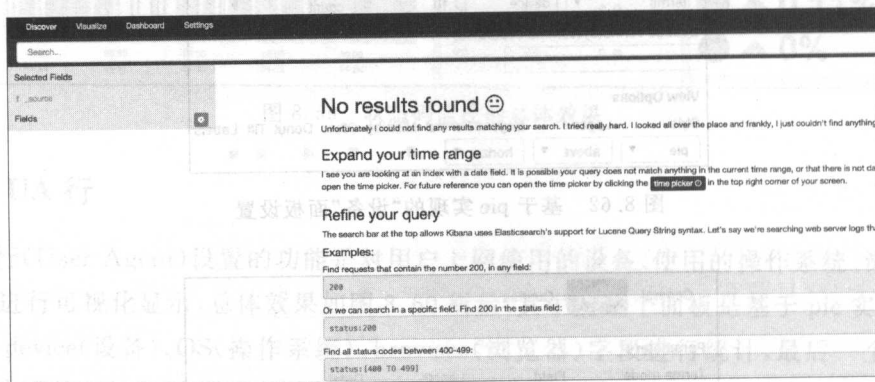 Discover Visualize Dashboard Settings
Search...
Selected Fields
? _source
Fields
No results found
Unfortunately I could not find any results matching your search. I tried really hard. I looked all over the place and frankly, I just couldn't find anything
Expand your time range
I see you are looking at an index with a date field. It is possible your query does not match anything in the current time range, or that there is not da
open the time picker. For future reference you can open the time picker by clicking the time picker in the top right corner of your screen.
Refine your query
The search bar at the top allows Kibana uses Elasticsearch's support for Lucene Query String syntax. Let's say we're searching web server logs th
Examples:
Find requests that contain the number 200, in any field:
200
Or we can search in a specific field. Find 200 in the status field:
status:200
Find all status codes between 400-499:
status:[400 TO 499]